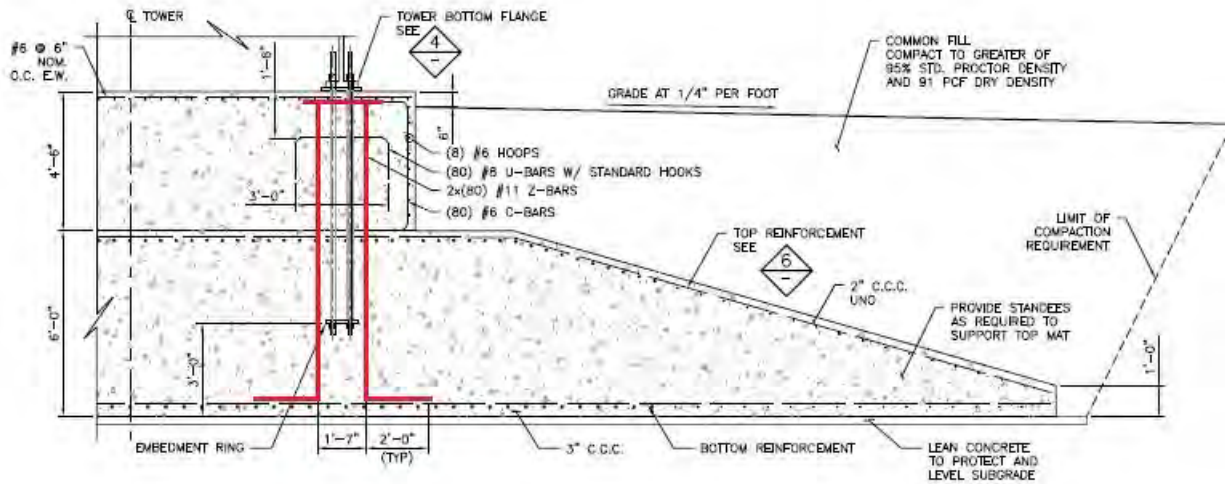 ℄ TOWER
TOWER BOTTOM FLANGE
SEE
4
-
#6 @ 6"
NOM.
O.C. E.W.
1'-6"
COMMON FILL
COMPACT TO GREATER OF
95% STD. PROCTOR DENSITY
AND 91 PCF DRY DENSITY
GRADE AT 1/4" PER FOOT
6"
4'-6"
(8) #6 HOOPS
(80) #6 U-BARS W/ STANDARD HOOKS
2x(80) #11 Z-BARS
3'-0"
(80) #6 C-BARS
LIMIT OF
COMPACTION
REQUIREMENT
TOP REINFORCEMENT
SEE
6
-
2" C.C.C.
UNO
PROVIDE STANDEES
AS REQUIRED TO
SUPPORT TOP MAT
6'-0"
3'-0"
1'-0"
EMBEDMENT RING
1'-7"
2'-0"
(TYP)
3" C.C.C.
BOTTOM REINFORCEMENT
LEAN CONCRETE
TO PROTECT AND
LEVEL SUBGRADE